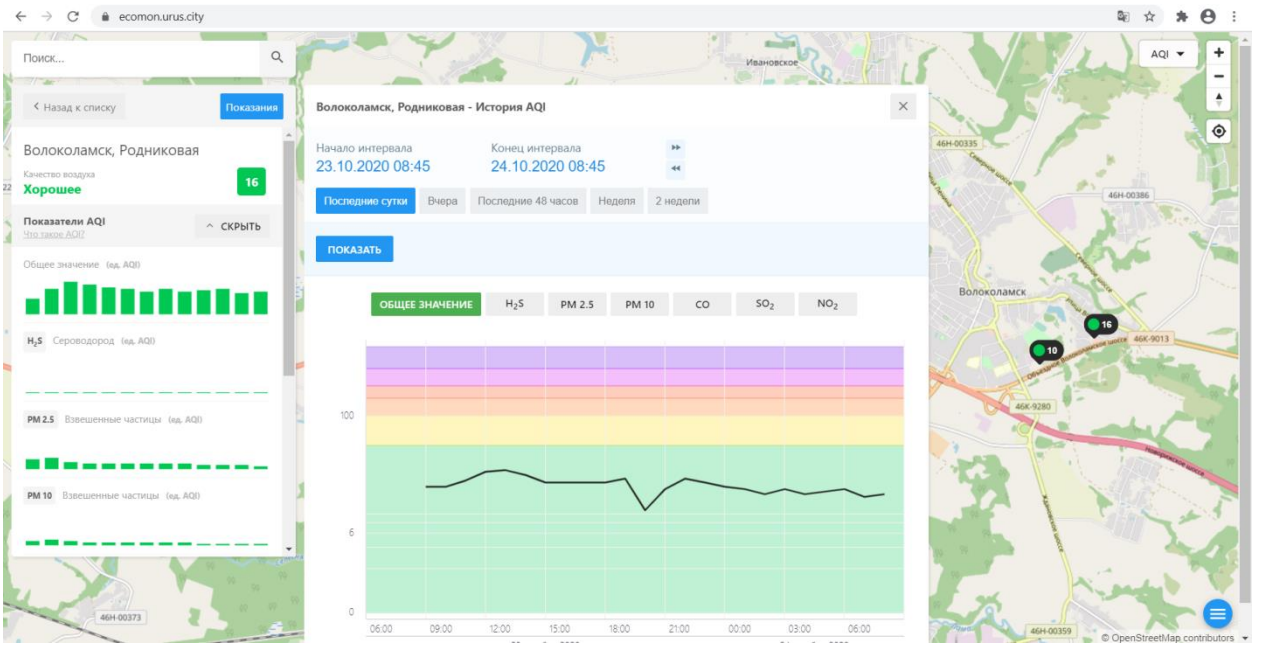 ecomon.urus.city
Поиск...
Назад к списку
Показания
Волоколамск, Родниковая
Качество воздуха
Хорошее
16
Показатели AQI
Что такое AQI?
СКРЫТЬ
Общее значение (ед. AQI)
H₂S Сероводород (ед. AQI)
PM 2.5 Взвешенные частицы (ед. AQI)
PM 10 Взвешенные частицы (ед. AQI)
Волоколамск, Родниковая - История AQI
Начало интервала
23.10.2020 08:45
Конец интервала
24.10.2020 08:45
Последние сутки
Вчера
Последние 48 часов
Неделя
2 недели
ПОКАЗАТЬ
ОБЩЕЕ ЗНАЧЕНИЕ
H₂S
PM 2.5
PM 10
CO
SO₂
NO₂
100
6
0
06:00 09:00 12:00 15:00 18:00 21:00 00:00 03:00 06:00
Ивановское
AQI
46Н-00335
Северное шоссе
46Н-00386
Волоколамск
16
10
46К-9013
46К-9280
46Н-00373
46Н-00359
© OpenStreetMap contributors